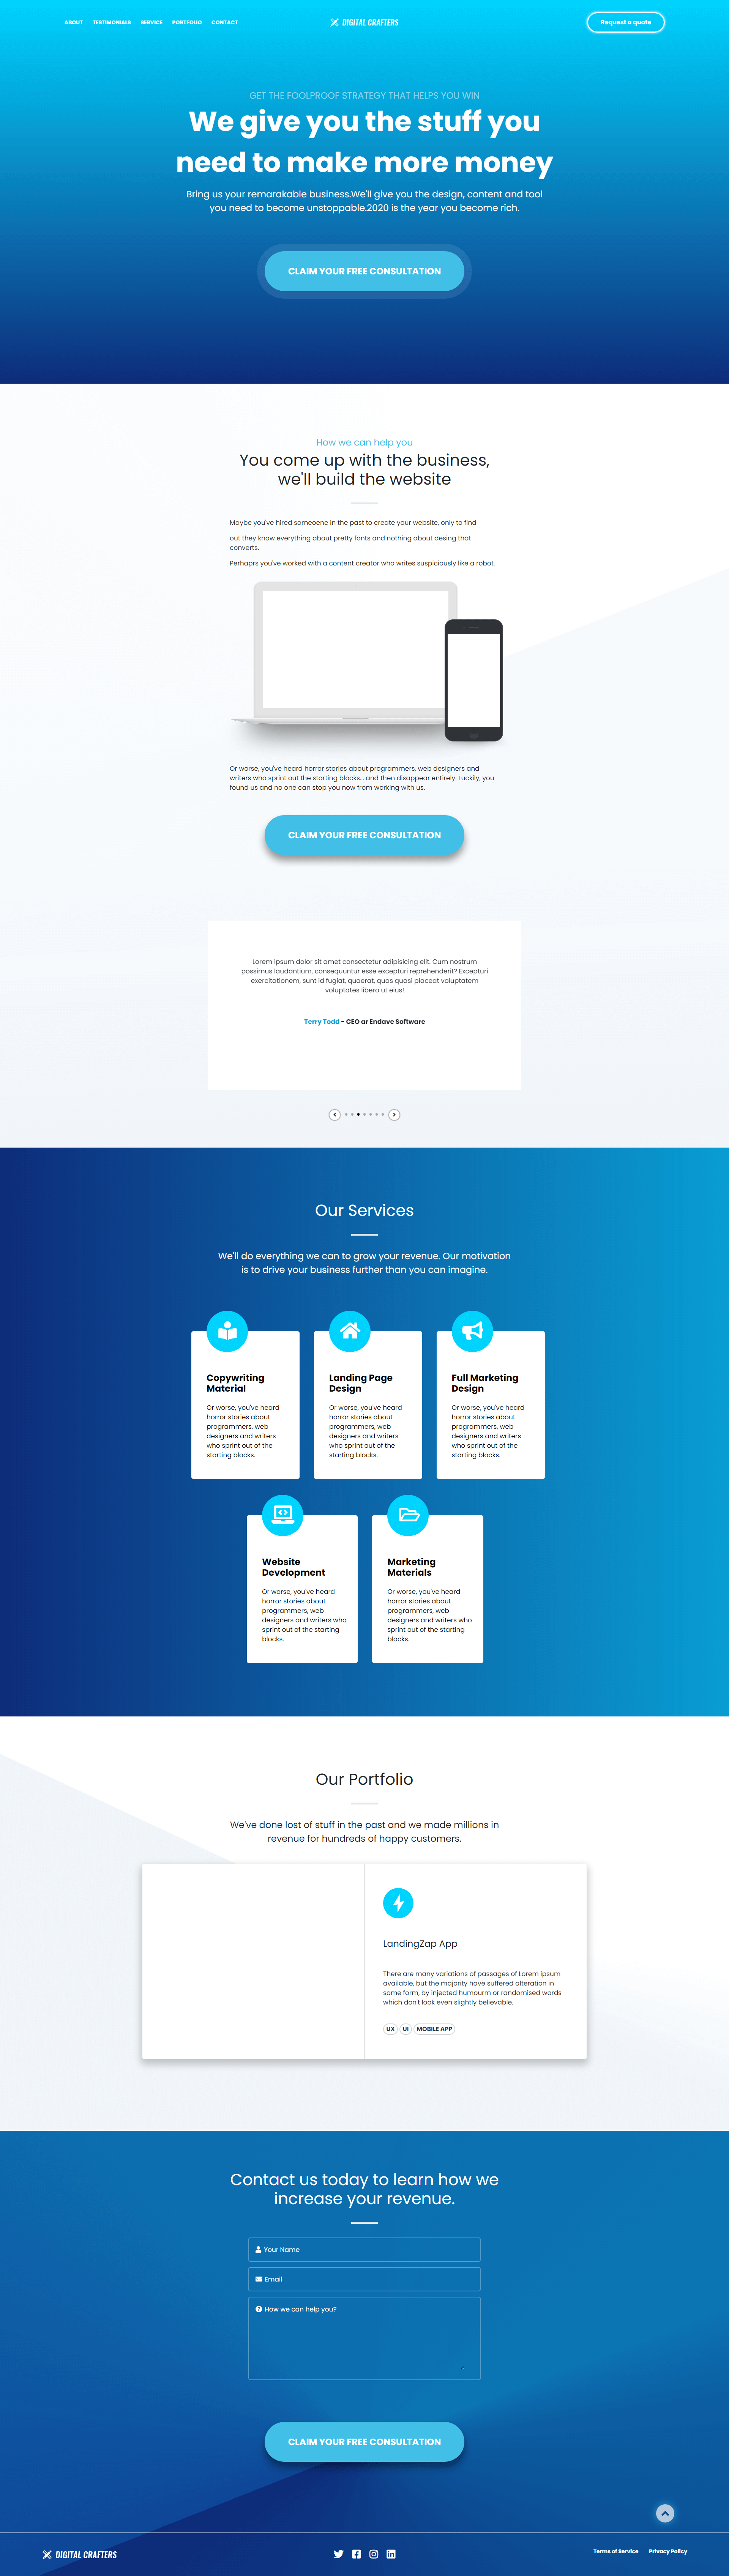 ABOUT TESTIMONIALS SERVICE PORTFOLIO CONTACT
DIGITAL CRAFTERS
Request a quote
GET THE FOOLPROOF STRATEGY THAT HELPS YOU WIN
We give you the stuff you
need to make more money
Bring us your remarakable business.We'll give you the design, content and tool
you need to become unstoppable.2020 is the year you become rich.
CLAIM YOUR FREE CONSULTATION
How we can help you
You come up with the business,
we'll build the website
Maybe you've hired someoene in the past to create your website, only to find
out they know everything about pretty fonts and nothing about desing that
converts.
Perhaprs you've worked with a content creator who writes suspiciously like a robot.
Or worse, you've heard horror stories about programmers, web designers and
writers who sprint out the starting blocks... and then disappear entirely. Luckily, you
found us and no one can stop you now from working with us.
CLAIM YOUR FREE CONSULTATION
Lorem ipsum dolor sit amet consectetur adipisicing elit. Cum nostrum
possimus laudantium, consequuntur esse excepturi reprehenderit? Excepturi
exercitationem, sunt id fugiat, quaerat, quas quasi placeat voluptatem
voluptates libero ut eius!
Terry Todd - CEO ar Endave Software
Our Services
We'll do everything we can to grow your revenue. Our motivation
is to drive your business further than you can imagine.
Copywriting
Material
Or worse, you've heard
horror stories about
programmers, web
designers and writers
who sprint out of the
starting blocks.
Landing Page
Design
Or worse, you've heard
horror stories about
programmers, web
designers and writers
who sprint out of the
starting blocks.
Full Marketing
Design
Or worse, you've heard
horror stories about
programmers, web
designers and writers
who sprint out of the
starting blocks.
Website
Development
Or worse, you've heard
horror stories about
programmers, web
designers and writers who
sprint out of the starting
blocks.
Marketing
Materials
Or worse, you've heard
horror stories about
programmers, web
designers and writers who
sprint out of the starting
blocks.
Our Portfolio
We've done lost of stuff in the past and we made millions in
revenue for hundreds of happy customers.
LandingZap App
There are many variations of passages of Lorem ipsum
available, but the majority have suffered alteration in
some form, by injected humourm or randomised words
which don't look even slightly believable.
UX UI MOBILE APP
Contact us today to learn how we
increase your revenue.
Your Name
Email
How we can help you?
CLAIM YOUR FREE CONSULTATION
DIGITAL CRAFTERS
Terms of Service Privacy Policy